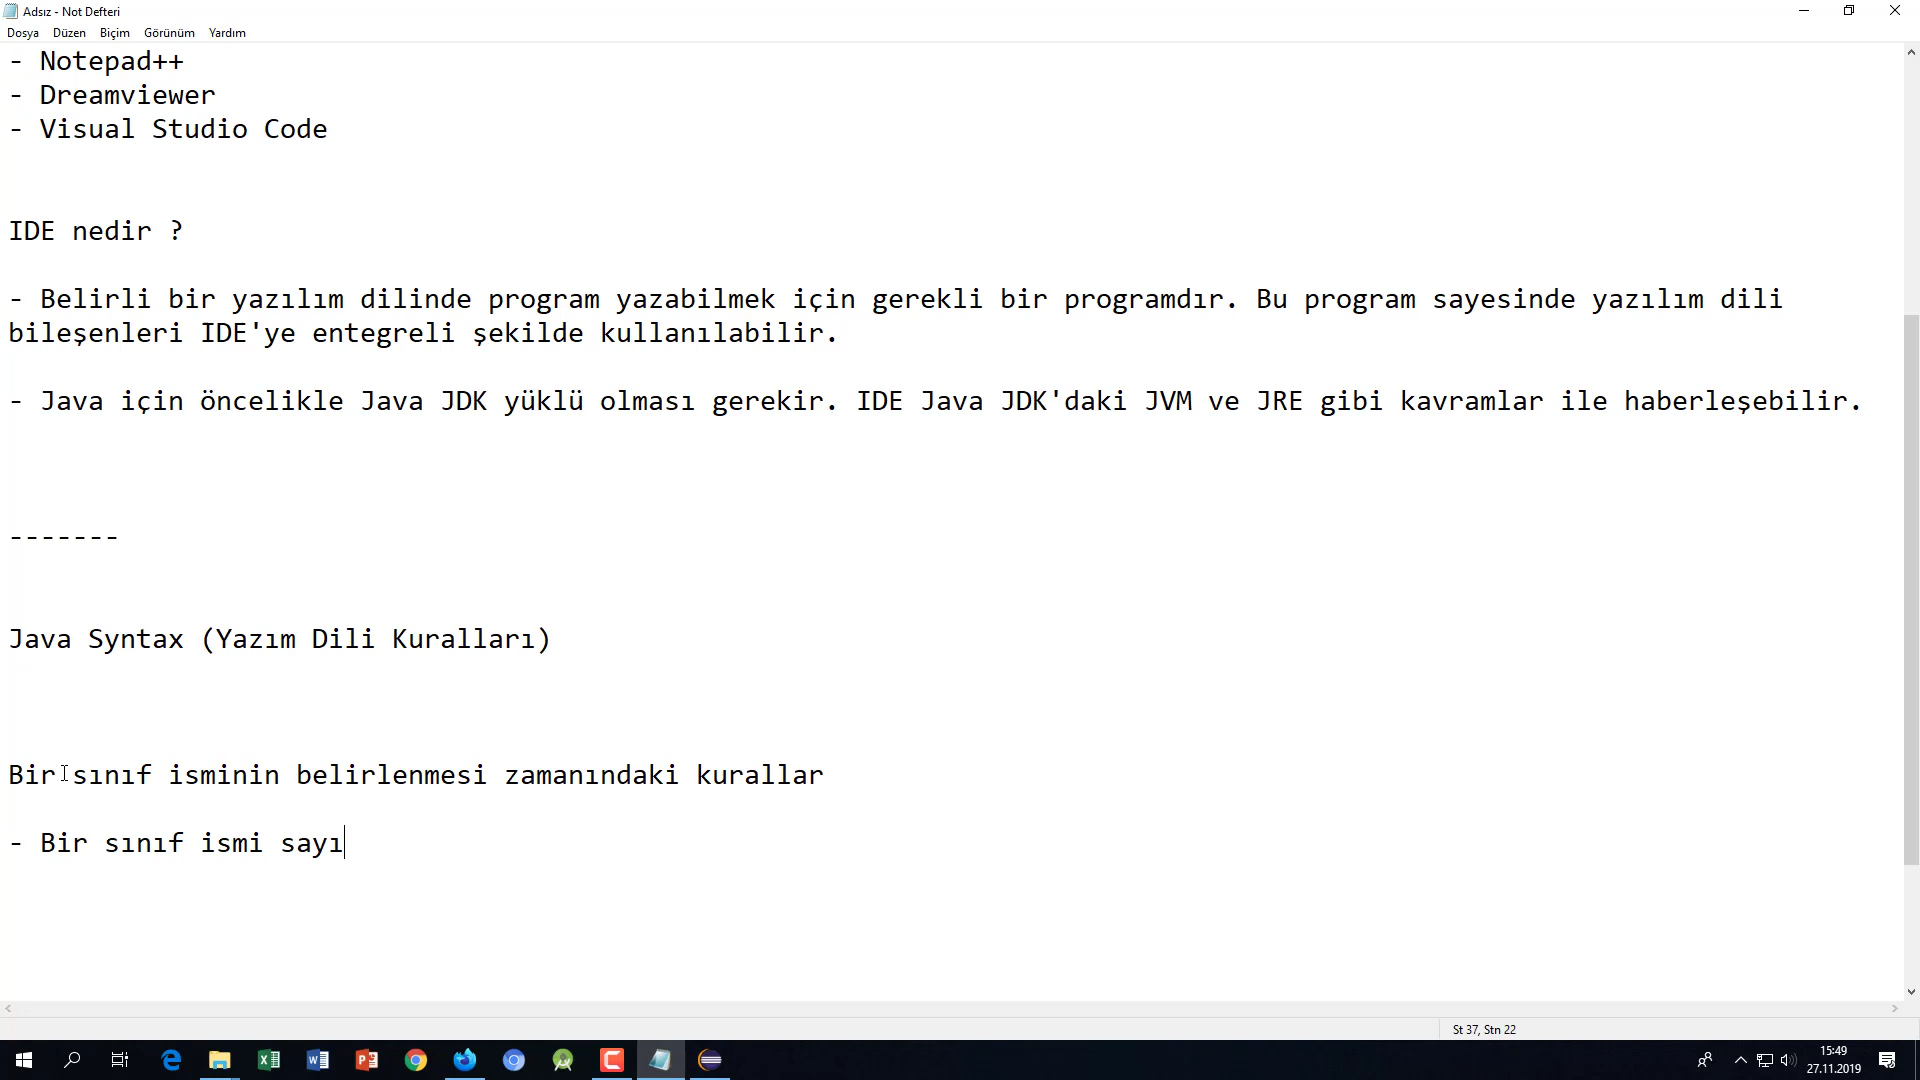 Adsız - Not Defteri
Dosya Düzen Biçim Görünüm Yardım
- Notepad++
- Dreamviewer
- Visual Studio Code
IDE nedir ?
- Belirli bir yazılım dilinde program yazabilmek için gerekli bir programdır. Bu program sayesinde yazılım dili
bileşenleri IDE'ye entegreli şekilde kullanılabilir.
- Java için öncelikle Java JDK yüklü olması gerekir. IDE Java JDK'daki JVM ve JRE gibi kavramlar ile haberleşebilir.
-------
Java Syntax (Yazım Dili Kuralları)
Bir sınıf isminin belirlenmesi zamanındaki kurallar
- Bir sınıf ismi sayı
St 37, Stn 22
15:49
27.11.2019